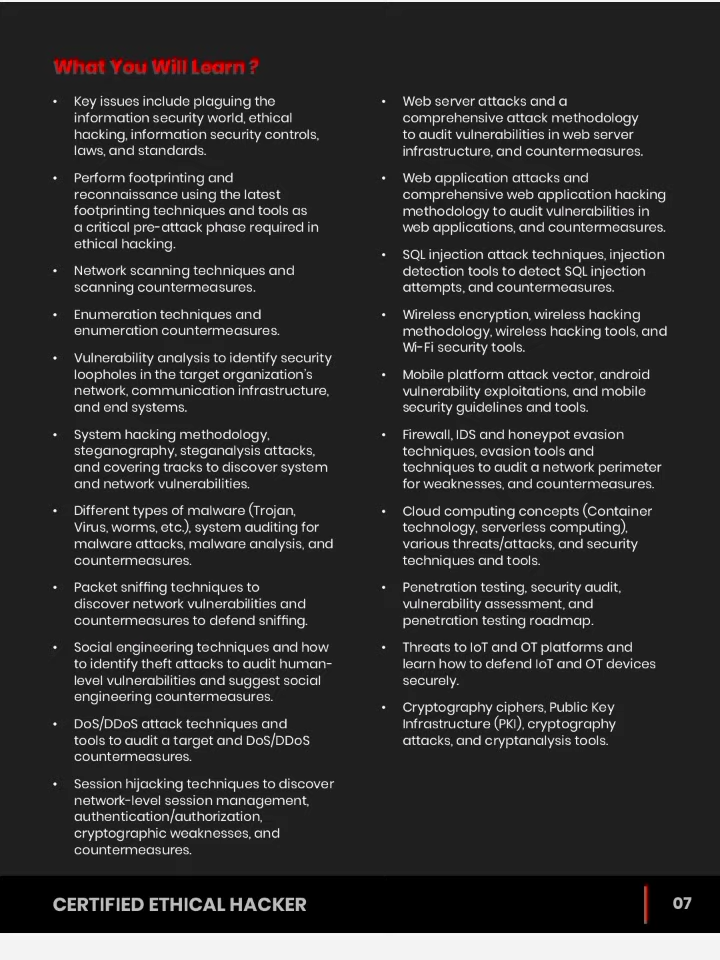 What You Will Learn ?
• Key issues include plaguing the
information security world, ethical
hacking, information security controls,
laws, and standards.
• Perform footprinting and
reconnaissance using the latest
footprinting techniques and tools as
a critical pre-attack phase required in
ethical hacking.
• Network scanning techniques and
scanning countermeasures.
• Enumeration techniques and
enumeration countermeasures.
• Vulnerability analysis to identify security
loopholes in the target organization's
network, communication infrastructure,
and end systems.
• System hacking methodology,
steganography, steganalysis attacks,
and covering tracks to discover system
and network vulnerabilities.
• Different types of malware (Trojan,
Virus, worms, etc.), system auditing for
malware attacks, malware analysis, and
countermeasures.
• Packet sniffing techniques to
discover network vulnerabilities and
countermeasures to defend sniffing.
• Social engineering techniques and how
to identify theft attacks to audit human-
level vulnerabilities and suggest social
engineering countermeasures.
• DoS/DDoS attack techniques and
tools to audit a target and DoS/DDoS
countermeasures.
• Session hijacking techniques to discover
network-level session management,
authentication/authorization,
cryptographic weaknesses, and
countermeasures.
• Web server attacks and a
comprehensive attack methodology
to audit vulnerabilities in web server
infrastructure, and countermeasures.
• Web application attacks and
comprehensive web application hacking
methodology to audit vulnerabilities in
web applications, and countermeasures.
• SQL injection attack techniques, injection
detection tools to detect SQL injection
attempts, and countermeasures.
• Wireless encryption, wireless hacking
methodology, wireless hacking tools, and
Wi-Fi security tools.
• Mobile platform attack vector, android
vulnerability exploitations, and mobile
security guidelines and tools.
• Firewall, IDS and honeypot evasion
techniques, evasion tools and
techniques to audit a network perimeter
for weaknesses, and countermeasures.
• Cloud computing concepts (Container
technology, serverless computing),
various threats/attacks, and security
techniques and tools.
• Penetration testing, security audit,
vulnerability assessment, and
penetration testing roadmap.
• Threats to IoT and OT platforms and
learn how to defend IoT and OT devices
securely.
• Cryptography ciphers, Public Key
Infrastructure (PKI), cryptography
attacks, and cryptanalysis tools.
CERTIFIED ETHICAL HACKER
07